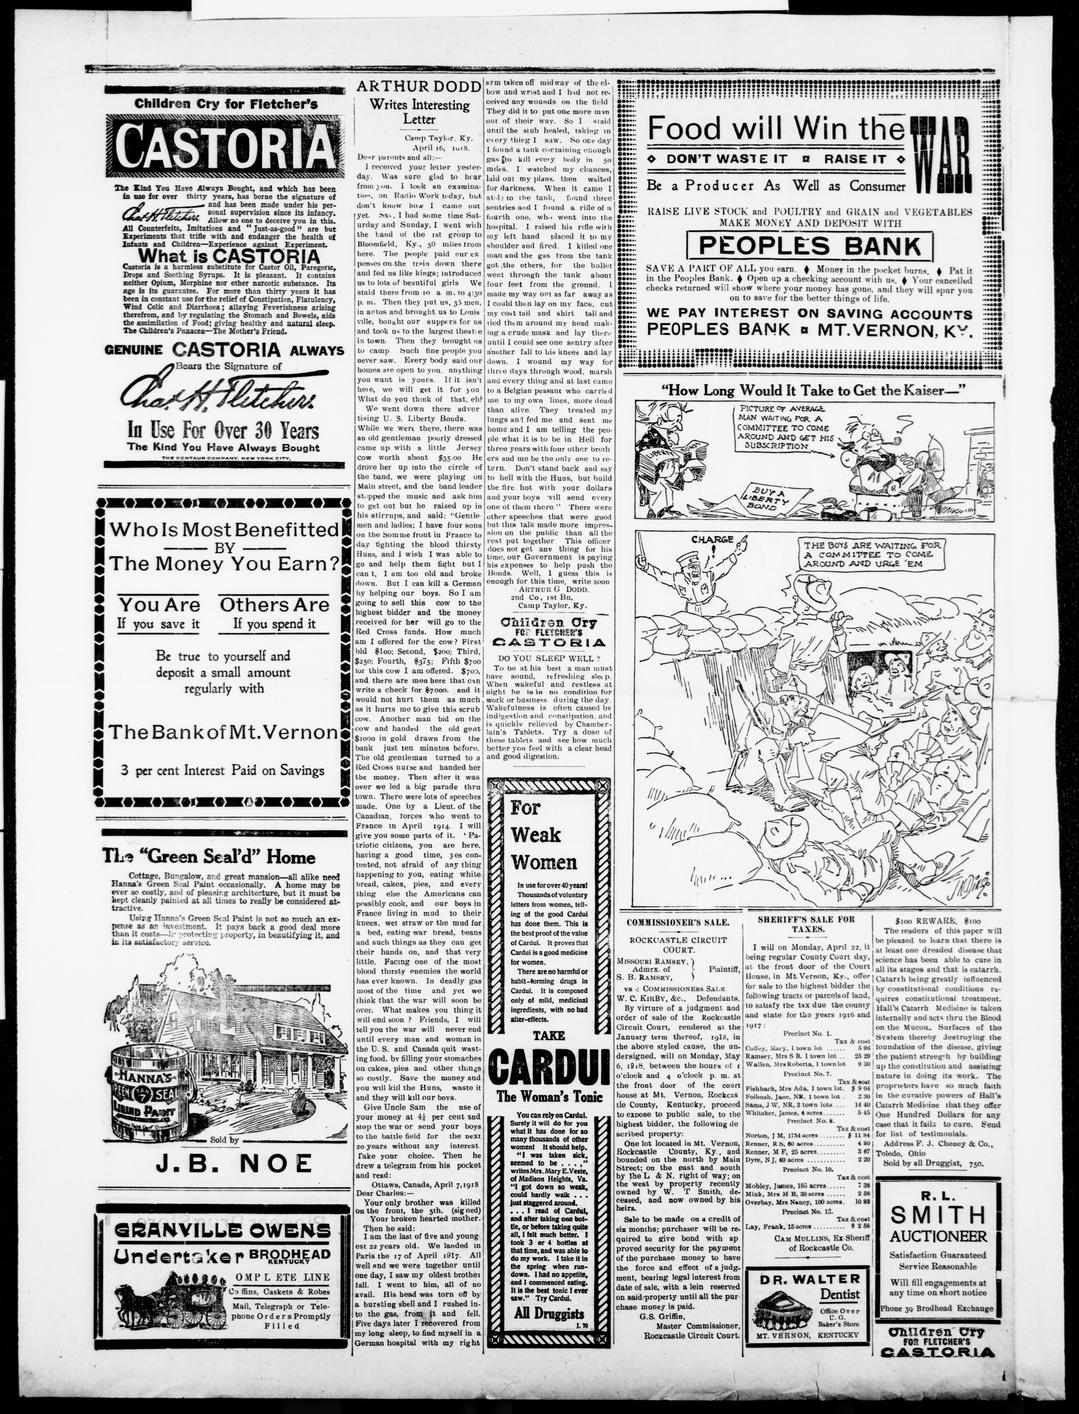 Children Cry for Fletcher's
CASTORIA
The Kind You Have Always Bought, and which has been
in use for over thirty years, has borne the signature of
and has been made under his per-
Chas. H. Fletcher sonal supervision since its infancy.
Allow no one to deceive you in this.
All Counterfeits, Imitations and "Just-as-good" are but
Experiments that trifle with and endanger the health of
Infants and Children—Experience against Experiment.
What is CASTORIA
Castoria is a harmless substitute for Castor Oil, Paregoric,
Drops and Soothing Syrups. It is pleasant. It contains
neither Opium, Morphine nor other narcotic substance. Its
age is its guarantee. For more than thirty years it has
been in constant use for the relief of Constipation, Flatulency,
Wind Colic and Diarrhoea; allaying Feverishness arising
therefrom, and by regulating the Stomach and Bowels, aids
the assimilation of Food; giving healthy and natural sleep.
The Children's Panacea—The Mother's Friend.
GENUINE CASTORIA ALWAYS
Bears the Signature of
Chas. H. Fletcher.
In Use For Over 30 Years
The Kind You Have Always Bought
THE CENTAUR COMPANY, NEW YORK CITY,
Who Is Most Benefitted
BY
The Money You Earn?
You Are Others Are
If you save it If you spend it
Be true to yourself and
deposit a small amount
regularly with
The Bank of Mt. Vernon
3 per cent Interest Paid on Savings
The "Green Seal'd" Home
Cottage, Bungalow, and great mansion—all alike need
Hanna's Green Seal Paint occasionally. A home may be
ever so costly, and of pleasing architecture, but it must be
kept cleanly painted at all times to really be considered at-
tractive.
Using Hanna's Green Seal Paint is not so much an ex-
pense as an investment. It pays back a good deal more
than it costs—in protecting property, in beautifying it, and
in its satisfactory service.
HANNA'S
GREEN SEAL
LIQUID PAINT
Sold by
J. B. NOE
GRANVILLE OWENS
Undertaker BRODHEAD
KENTUCKY
OMPLETE LINE
Coffins, Caskets & Robes
Mail, Telegraph or Tele-
phone Orders Promptly
Filled
ARTHUR DODD
Writes Interesting
Letter
Camp Taylor, Ky.
April 16, 1918.
Dear parents and all:—
I received your letter yester-
day. Was sure glad to hear
from you. I took an examina-
tion, on Radio Work today, but
don't know how I came out
yet. Say, I had some time Sat-
urday and Sunday, I went with
the band of the 1st group to
Bloomfield, Ky., 50 miles from
here. The people paid our ex
penses on the train down there
and fed us like kings; introduced
us to lots of beautiful girls We
staid there from 10 a. m. to 4:30
p. m. Then they put us, 35 men,
in autos and brought us to Louis
ville, bought our suppers for us
and took us to the largest theatre
in town. Then they brought us
to camp Such fine people you
never saw. Every body said our
homes are open to you, anything
you want is yours. If it isn't
here, we will get it for you
What do you think of that, eh?
We went down there adver
tising U. S. Liberty Bonds.
While we were there, there was
an old gentleman poorly dressed
came up with a little Jersey
cow worth about $35.00 He
drove her up into the circle of
the band, we were playing on
Main street, and the band leader
stopped the music and ask him
to get out but he raised up in
his stirrups, and said: "Gentle-
men and ladies; I have four sons
on the Somme front in France to
day fighting the blood thirsty
Huns, and I wish I was able to
go and help them fight but I
can't, I am too old and broke
down. But I can kill a German
by helping our boys. So I am
going to sell this cow to the
highest bidder and the money
received for her will go to the
Red Cross funds. How much
am I offered for the cow? First
bid $100; Second, $200; Third,
$250; Fourth, $375; Fifth $700
for this cow I am offered. $700,
and there are men here that can
write a check for $7000. and it
would not hurt them as much
as it hurts me to give this scrub
cow. Another man bid on the
cow and handed the old gent
$1000 in gold drawn from the
bank just ten minutes before.
The old gentleman turned to a
Red Cross nurse and handed her
the money. Then after it was
over we led a big parade thru
town. There were lots of speeches
made. One by a Lieut. of the
Canadian, forces who went to
France in April 1914. I will
give you some parts of it. 'Pa-
triotic citizens, you are here,
having a good time, yes con-
tented, not afraid of any thing
happening to you, eating white
bread, cakes, pies, and every
thing else the Americans can
possibly cook, and our boys in
France living in mud to their
knees, wet straw or the mud for
a bed, eating war bread, beans
and such things as they can get
their hands on, and that very
little. Facing one of the most
blood thirsty enemies the world
has ever known. In deadly gas
most of the time and yet we
think that the war will soon be
over. What makes you thing it
will end soon? Friends, I will
tell you the war will never end
until every man and woman in
the U. S. and Canada quit wast-
ing food, by filling your stomaches
on cakes, pies and other things
so costly. Save the money and
you will kill the Huns, waste it
and they will kill our boys.
Give Uncle Sam the use of
your money at 4¼ per cent and
stop the war or send your boys
to the battle field for the next
20 years without any interest.
Take your choice. Then he
drew a telegram from his pocket
and read:
Ottawa, Canada, April 7, 1918
Dear Charles:—
Your only brother was killed
on the front, the 5th. (signed)
Your broken hearted mother.
Then he said:
I am the last of five and young-
est 22 years old. We landed in
Paris the 17 of April 1817. All
well and we were together until
one day, I saw my oldest brother
fall. I went to him, all of no
avail. His head was torn off by
a bursting shell and I rushed in-
to the gas, from it and fell.
Five days later I recovered from
my long sleep, to find myself in a
German hospital with my right
arm taken off midway of the el-
bow and wrist and I had not re-
ceived any wounds on the field
They did it to put one more man
out of their way. So I staid
until the stub healed, taking in
every thing I saw. So one day
I found a tank containing enough
gas to kill every body in 50
miles. I watched my chances,
laid out my plans, then waited
for darkness. When it came I
stole to the tank, found three
sentries and I found a rifle of a
fourth one, who went into the
hospital. I raised his rifle with
my left hand placed it to my
shoulder and fired. I killed one
man and the gas from the tank
got the others, for the bullet
went through the tank about
four feet from the ground. I
made my way out as far away as
I could then lay on my face, cut
my coat tail and shirt tail and
tied them around my head mak-
ing a crude mask and lay there
until I could see one sentry after
another fall to his knees and lay
down. I wound my way for
three days through wood, marsh
and every thing and at last came
to a Belgian pessant who carried
me to my own lines, more dead
than alive. They treated my
lungs and fed me and sent me
home and I am telling the peo-
ple what it is to be in Hell for
three years with four other broth
ers and me be the only one to re-
turn. Don't stand back and say
to hell with the Huns, but build
the fire hot with your dollars
and your boys will send every
one of them there." There were
other speeches that were good
but this talk made more impres-
sion on the public than all the
rest put together This officer
does not get any thing for his
time, our Government is paying
his expenses to help push the
Bonds. Well, I guess this is
enough for this time, write soon
ARTHUR G DODD,
2nd Co, 1st Bn.
Camp Taylor, Ky.
Children Cry
FOR FLETCHER'S
CASTORIA
DO YOU SLEEP WELL?
To be at his best a man must
have sound, refreshing sleep.
When wakeful and restless at
night he is in no condition for
work or business during the day.
Wakefulness is often caused by
indigestion and constipation, and
is quickly relieved by Chamber-
lain's Tablets. Try a dose of
these tablets and see how much
better you feel with a clear head
and good digestion.
For
Weak
Women
In use for over 40 years!
Thousands of voluntary
letters from women, tell-
ing of the good Cardui
has done them. This is
the best proof of the value
of Cardui. It proves that
Cardui is a good medicine
for women.
There are no harmful or
habit-forming drugs in
Cardui. It is composed
only of mild, medicinal
ingredients, with no bad
after-effects.
TAKE
CARDUI
The Woman's Tonic
You can rely on Cardui.
Surely it will do for you
what it has done for so
many thousands of other
women! It should help.
"I was taken sick,
seemed to be . . . ,"
writes Mrs. Mary E. Veste,
of Madison Heights, Va.
"I got down so weak,
could hardly walk . . .
just staggered around.
. . . I read of Cardui,
and after taking one bot-
tle, or before taking quite
all, I felt much better. I
took 3 or 4 bottles at
that time, and was able to
do my work. I take it in
the spring when run-
down. I had no appetite,
and I commenced eating.
It is the best tonic I ever
saw." Try Cardui.
All Druggists
J. 70
Food will Win the WAR
DON'T WASTE IT RAISE IT
Be a Producer As Well as Consumer
RAISE LIVE STOCK and POULTRY and GRAIN and VEGETABLES
MAKE MONEY AND DEPOSIT WITH
PEOPLES BANK
SAVE A PART OF ALL you earn. Money in the pocket burns. Pat it
in the Peoples Bank. Open up a checking account with us. Your cancelled
checks returned will show where your money has gone, and they will spur you
on to save for the better things of life.
WE PAY INTEREST ON SAVING ACCOUNTS
PEOPLES BANK MT. VERNON, KY.
"How Long Would It Take to Get the Kaiser—"
PICTURE OF AVERAGE
MAN WAITING FOR A
COMMITTEE TO COME
AROUND AND GET HIS
SUBSCRIPTION
LIBERTY
BUY A
LIBERTY
BOND
CHARGE!
THE BOYS ARE WAITING FOR
A COMMITTEE TO COME
AROUND AND URGE 'EM
COMMISSIONER'S SALE.
ROCKCASTLE CIRCUIT
COURT.
MISSOURI RAMSEY,
Admrx. of Plaintiff,
S. B. RAMSEY,
vs : COMMISSIONERS SALE.
W. C. KIRBY, &c., Defendants.
By virture of a judgment and
order of sale of the Rockcastle
Circuit Court, rendered at the
January term thereof, 1918, in
the above styled cause, the un-
dersigned, will on Monday, May
6, 1918, between the hours of 1
o'clock and 4 o'clock p. m. at
the front door of the court
house at Mt. Vernon, Rockcas
tle County, Kentucky, proceed
to expose to public sale, to the
highest bidder, the following de
scribed property:
One lot located in Mt. Vernon,
Rockcastle County, Ky., and
bounded on the north by Main
Street; on the east and south
by the L & N. right of way; on
the west by property recently
owned by W. T Smith, de-
ceased, and now owned by his
heirs.
Sale to be made on a credit of
six months; purchaser will be re-
quired to give bond with ap
proved security for the payment
of the purchase money to have
the force and effect of a judg-
ment, bearing legal interest from
date of sale, with a lein reserved
on said property until all the pur-
chase money is paid.
G.S. Griffin,
Master Commissioner,
Rockcastle Circuit Court.
SHERIFF'S SALE FOR
TAXES.
I will on Monday, April 22, it
being regular County Court day,
at the front door of the Court
House, in Mt. Vernon, Ky., offer
for sale to the highest bidder the
following tracts or parcels of land,
to satisfy the tax due the county
and state for the years 1916 and
1917:
Precinct No. 1.
Tax & cost
Coffey, Mary, 1 town lot ...... 5 96
Ramsey, Mrs S B. 1 town lot .. 25 29
Wallen, Mrs Roberta, 1 town lot 9 30
Precinct No. 7.
Tax & cost
Fishback, Mrs Ada, 1 town lot. $ 9 04
Foibush, Jane, NR, 1 town lot . 2 30
Sams, J W, NR, 3 town lots.... 14 40
Whitaker, James, 4 acres....... 5 45
Precinct No. 8.
Tax & cost
Norton, J M, 1754 acres ....... $ 11 84
Renner, R S, 60 acres ......... 4 80
Renner, M F, 25 acres ......... 3 67
Dyre, N J, 40 acres ........... 2 20
Precinct No. 10.
Tax & cost
Mobley, James, 185 acres...... 7 38
Mink, Mrs M E, 30 acres....... 2 58
Overbay, Mrs Nancy, 100 acres. 10 83
Precinct No. 12.
Tax & cost
Lay, Frank, 15 acre........... $ 2 58
CAM MULLINS, Ex-Sheriff
of Rockcastle Co.
DR. WALTER
Dentist
Office Over
U. G.
Baker's Store
MT. VERNON, KENTUCKY
$100 REWARE, $100
The readers of this paper will
be pleased to learn that there is
at least one dreaded disease that
science has been able to cure in
all its stages and that is catarrh.
Catarrh being greatly influenced
by constitutional conditions re-
quires constitutional treatment.
Hall's Catarrh Medicine is taken
internally and acts thru the Blood
on the Mucou_ Surfaces of the
System thereby destroying the
foundation of the disease, giving
the patient strength by building
up the constitution and assisting
nature in doing its work. The
proprietors have so much faith
in the curative powers of Hall's
Catarrh Medicine that they offer
One Hundred Dollars for any
case that it fails to cure. Send
for list of testimonials.
Address F. J. Cheney & Co.,
Toledo, Ohio
Sold by all Druggist, 75c.
R. L.
SMITH
AUCTIONEER
Satisfaction Guaranteed
Service Reasonable
Will fill engagements at
any time on short notice
Phone 39 Brodhead Exchange
Children Cry
FOR FLETCHER'S
CASTORIA